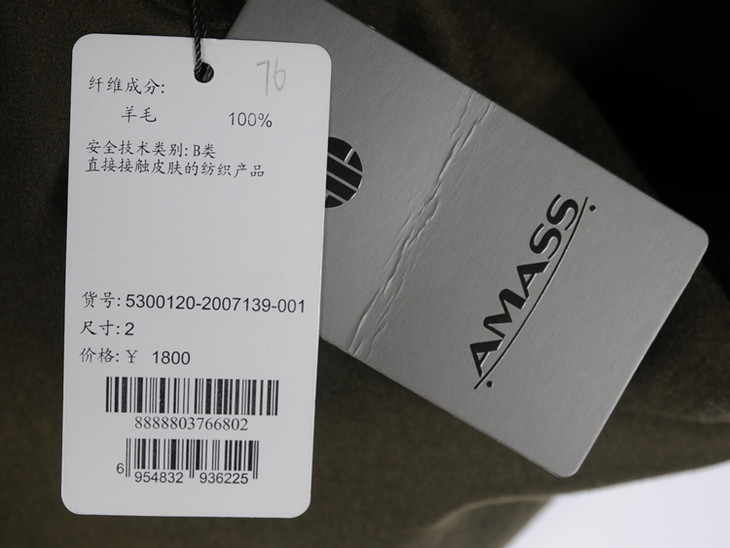 76
纤维成分:
羊毛 100%
安全技术类别: B类
直接接触皮肤的纺织产品
货号: 5300120-2007139-001
尺寸: 2
价格: ¥ 1800
8888803766802
6 954832 936225
AMASS